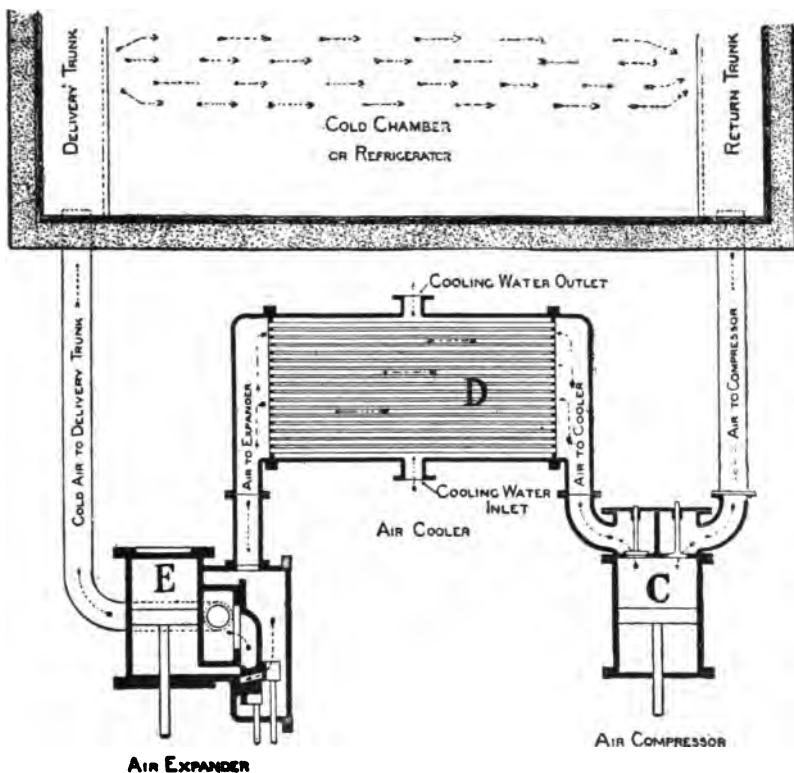 DELIVERY TRUNK
COLD CHAMBER
OR REFRIGERATOR
RETURN TRUNK
COOLING WATER OUTLET
COLD AIR TO DELIVERY TRUNK
AIR TO EXPANDER
D
AIR TO COOLER
AIR TO COMPRESSOR
COOLING WATER
INLET
AIR COOLER
E
C
AIR COMPRESSOR
AIR EXPANDER